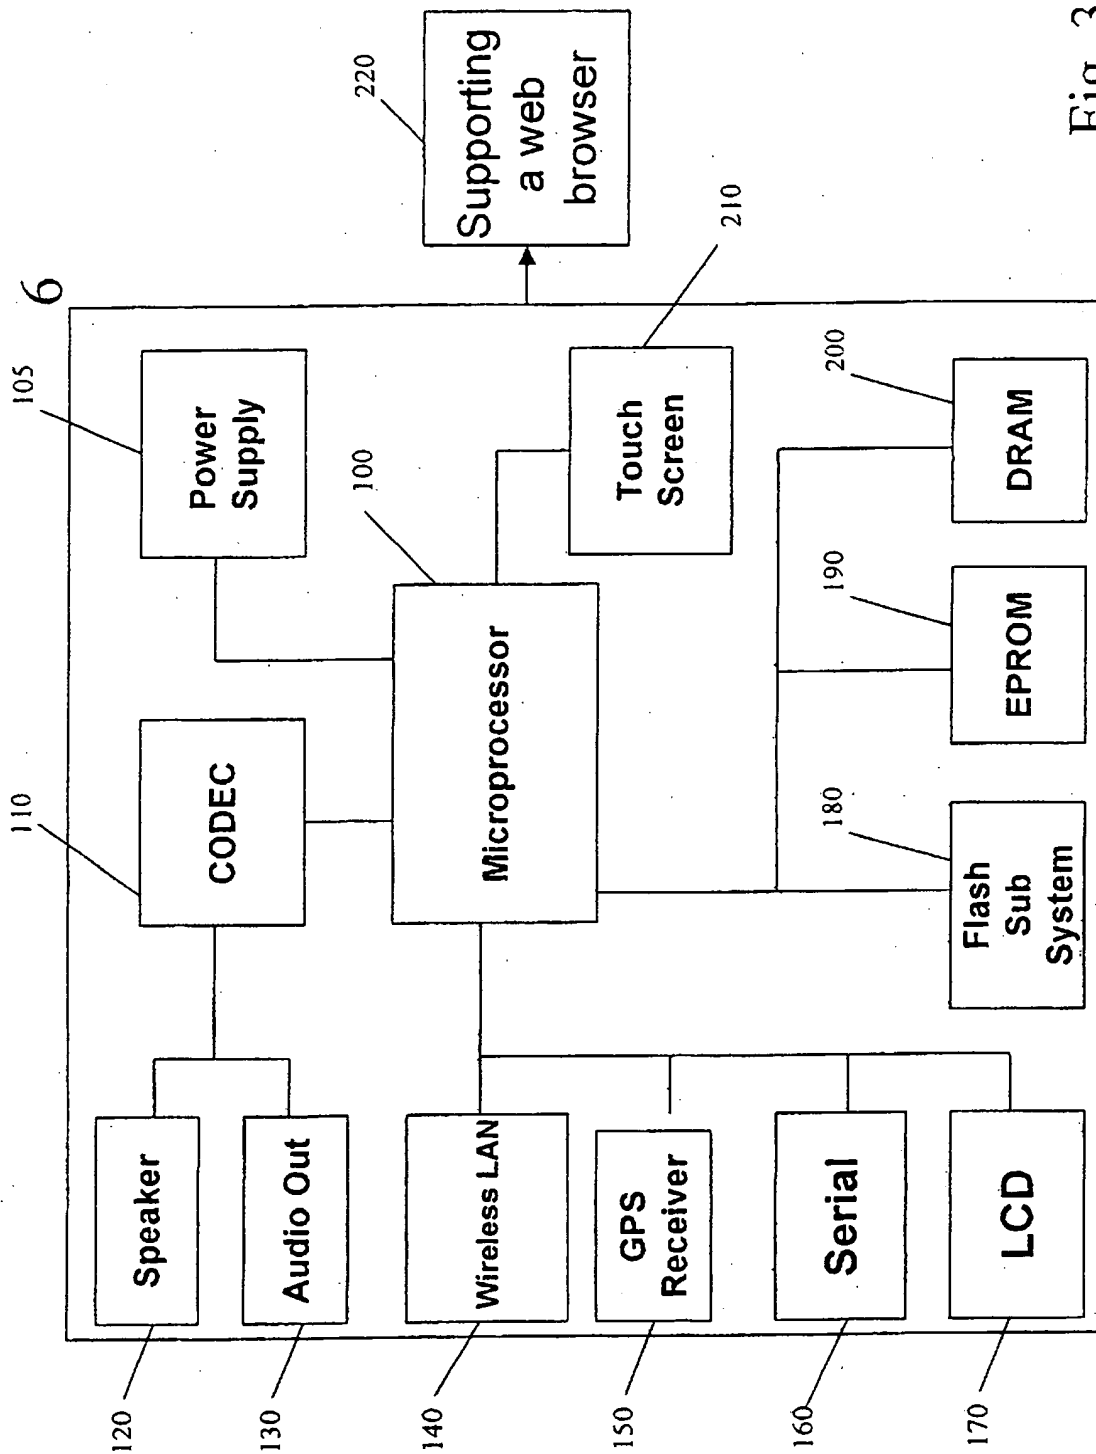 110
105
6
120
Speaker
CODEC
Power
Supply
130
Audio Out
100
220
Supporting
a web
browser
140
Wireless LAN
Microprocessor
150
GPS
Receiver
Touch
Screen
210
160
Serial
180
190
200
170
LCD
Flash
Sub
System
EPROM
DRAM
Fig. 3